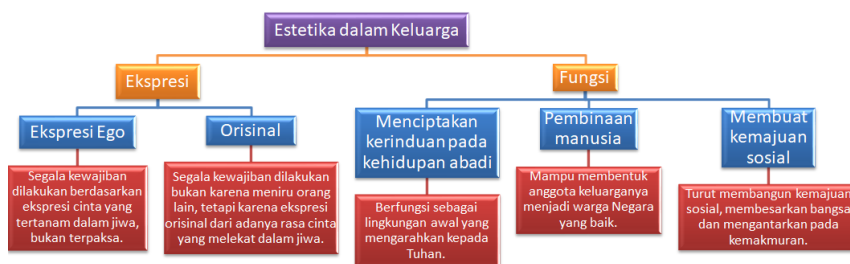 Estetika dalam Keluarga
Ekspresi
Fungsi
Ekspresi Ego
Orisinal
Menciptakan
kerinduan pada
kehidupan abadi
Pembinaan
manusia
Membuat
kemajuan
sosial
Segala kewajiban
dilakukan berdasarkan
ekspresi cinta yang
tertanam dalam jiwa,
bukan terpaksa.
Segala kewajiban dilakukan
bukan karena meniru orang
lain, tetapi karena ekspresi
orisinal dari adanya rasa cinta
yang melekat dalam jiwa.
Berfungsi sebagai
lingkungan awal yang
mengarahkan kepada
Tuhan.
Mampu membentuk
anggota keluarganya
menjadi warga Negara
yang baik.
Turut membangun kemajuan
sosial, membesarkan bangsa
dan mengantarkan pada
kemakmuran.